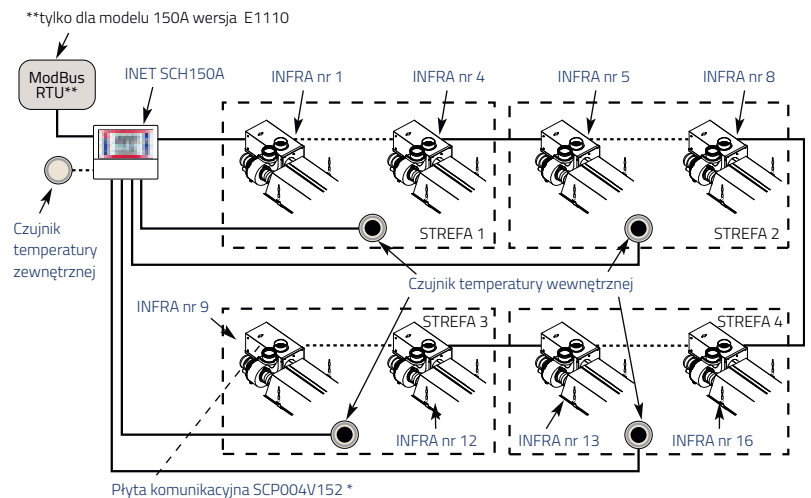 **tylko dla modelu 150A wersja E1110
ModBus
RTU**
INET SCH150A
INFRA nr 1
INFRA nr 4
INFRA nr 5
INFRA nr 8
Czujnik
temperatury
zewnętrznej
STREFA 1
STREFA 2
Czujnik temperatury wewnętrznej
INFRA nr 9
STREFA 3
STREFA 4
INFRA nr 12
INFRA nr 13
INFRA nr 16
Płyta komunikacyjna SCP004V152 *